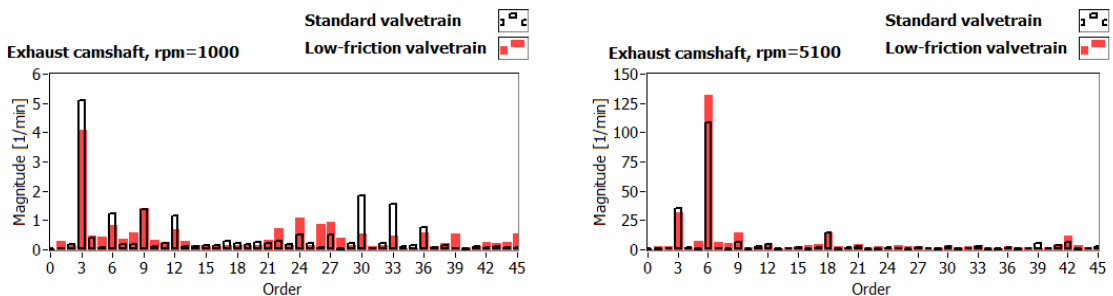 Standard valvetrain
Low-friction valvetrain
Exhaust camshaft, rpm=1000
Magnitude [1/min]
6
5
4
3
2
1
0
0 3 6 9 12 15 18 21 24 27 30 33 36 39 42 45
Order
Standard valvetrain
Low-friction valvetrain
Exhaust camshaft, rpm=5100
Magnitude [1/min]
150
125
100
75
50
25
0
0 3 6 9 12 15 18 21 24 27 30 33 36 39 42 45
Order